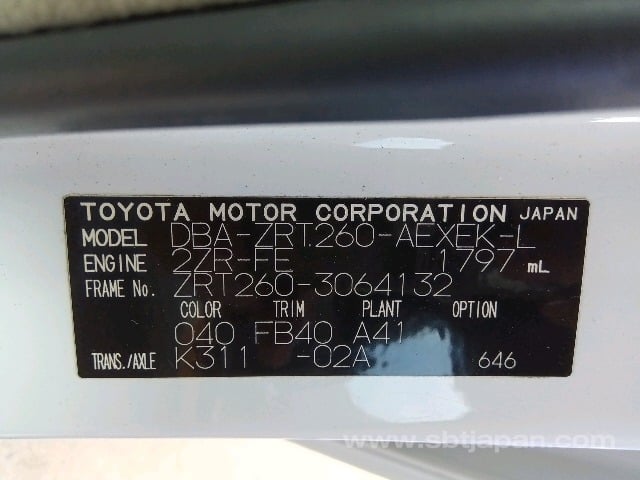 TOYOTA MOTOR CORPORATION JAPAN
MODEL DBA-ZRT260-AEXEK-L
ENGINE 2ZR-FE 1797 mL
FRAME No. ZRT260-3064132
COLOR TRIM PLANT OPTION
040 FB40 A41
TRANS./AXLE K311 -02A 646
www.sbtjapan.com